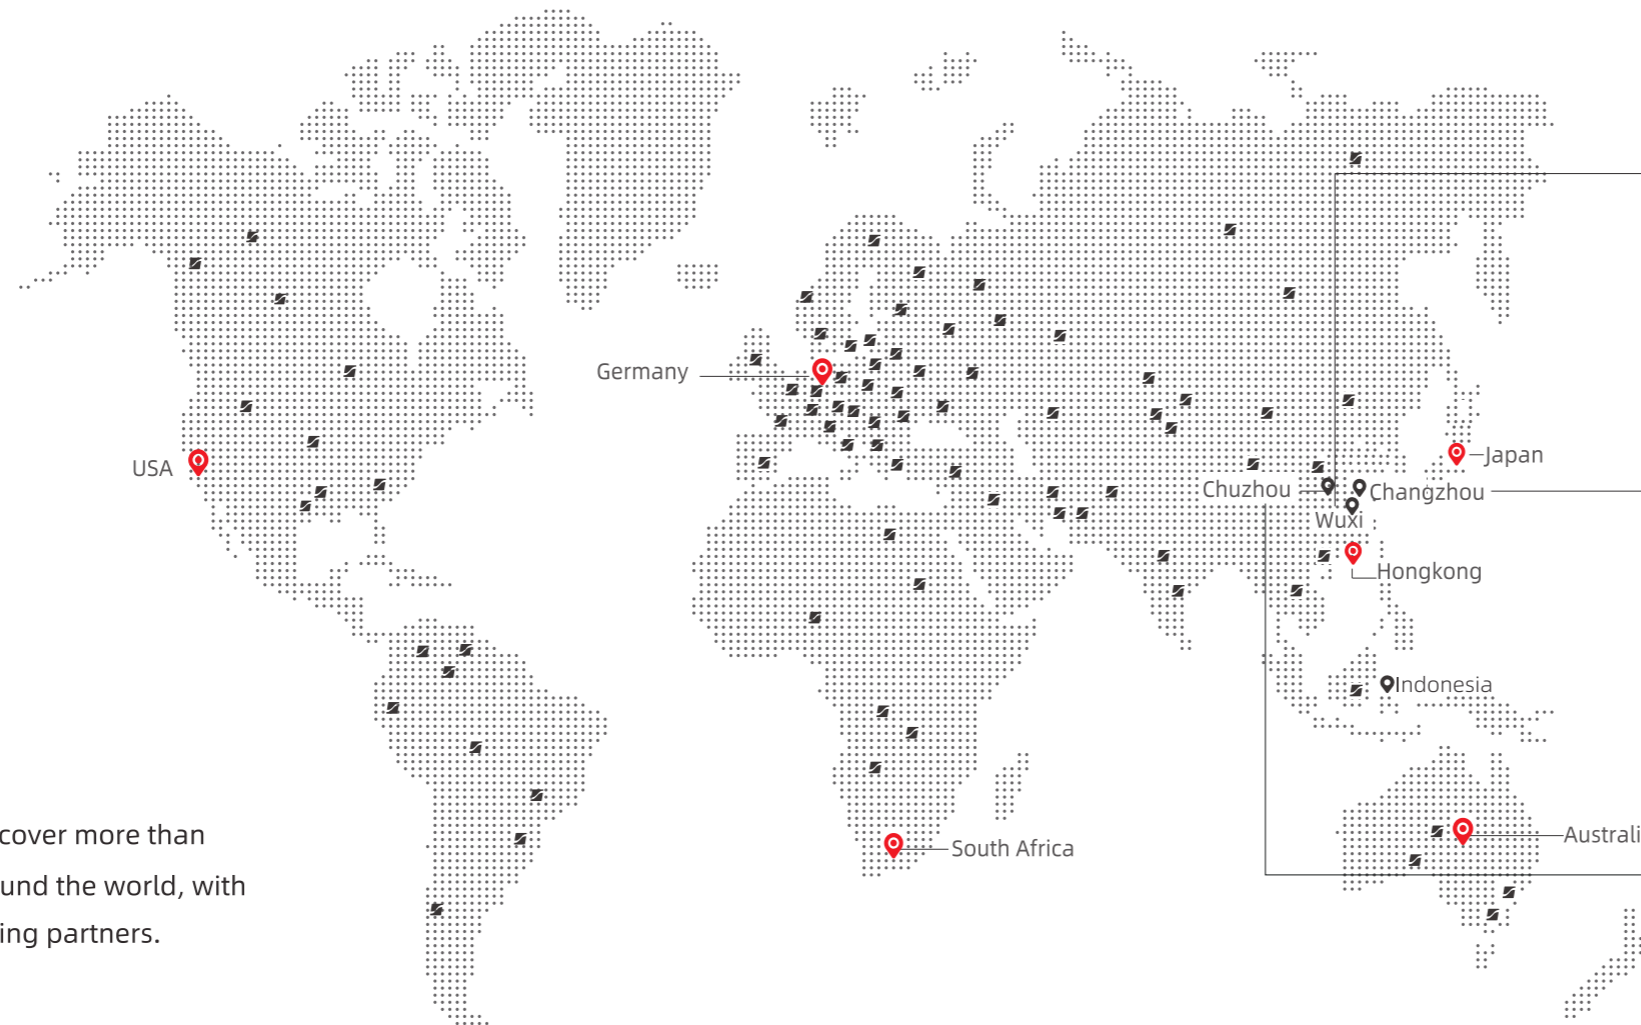 Germany
USA
Japan
Chuzhou
Changzhou
Wuxi
Hongkong
Indonesia
cover more than
South Africa
Australi
und the world, with
ing partners.